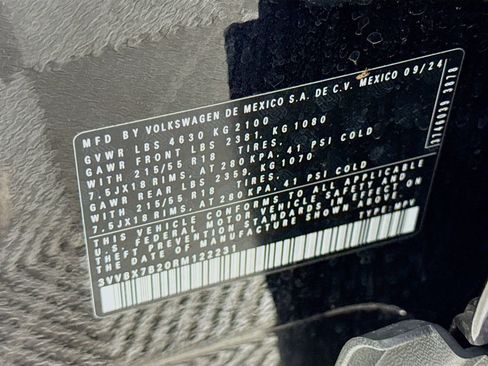 MFD BY VOLKSWAGEN DE MEXICO S.A. DE C.V. MEXICO 09/24
GVWR LBS 4630 KG 2100
GAWR FRONT LBS 2381, KG 1080
WITH 215/55 R18 TIRES,
7.5JX18 RIMS, AT 280 KPA, 41 PSI COLD
GAWR REAR LBS 2359, KG 1070
WITH 215/55 R18 TIRES,
7.5JX18 RIMS, AT 280 KPA, 41 PSI COLD
THIS VEHICLE CONFORMS TO ALL APPLICABLE
U.S. FEDERAL MOTOR VEHICLE SAFETY AND
THEFT PREVENTION STANDARDS IN EFFECT ON
THE DATE OF MANUFACTURE
TYPE: MPV
3VVBX7B20RM122231